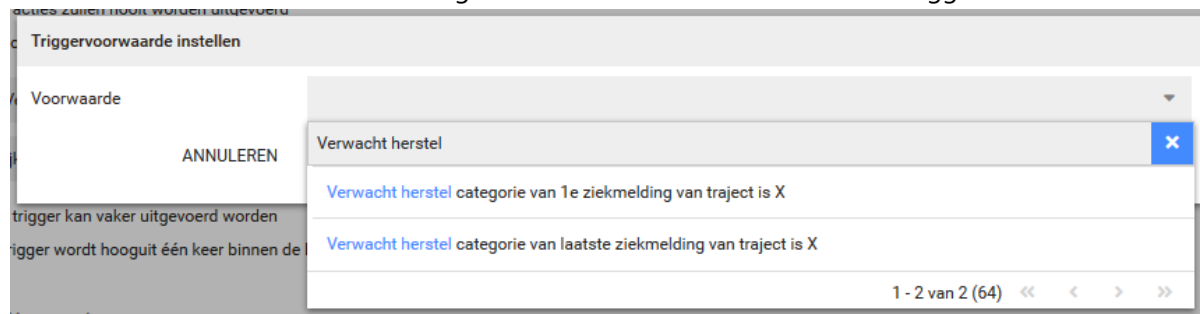 acties zullen nooit worden uitgevoerd
Triggervoorwaarde instellen
Voorwaarde
ANNULEREN
Verwacht herstel
Verwacht herstel categorie van 1e ziekmelding van traject is X
Verwacht herstel categorie van laatste ziekmelding van traject is X
1 - 2 van 2 (64)
trigger kan vaker uitgevoerd worden
rigger wordt hooguit één keer binnen de